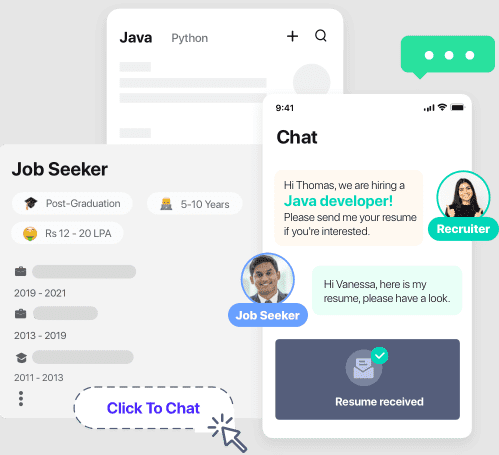 Java
Python
9:41
Chat
Hi Thomas, we are hiring a
Java developer!
Please send me your resume
if you're interested.
Recruiter
Job Seeker
Post-Graduation
5-10 Years
Rs 12 - 20 LPA
2019 - 2021
2013 - 2019
2011 - 2013
Click To Chat
Hi Vanessa, here is my
resume, please have a look.
Job Seeker
Resume received